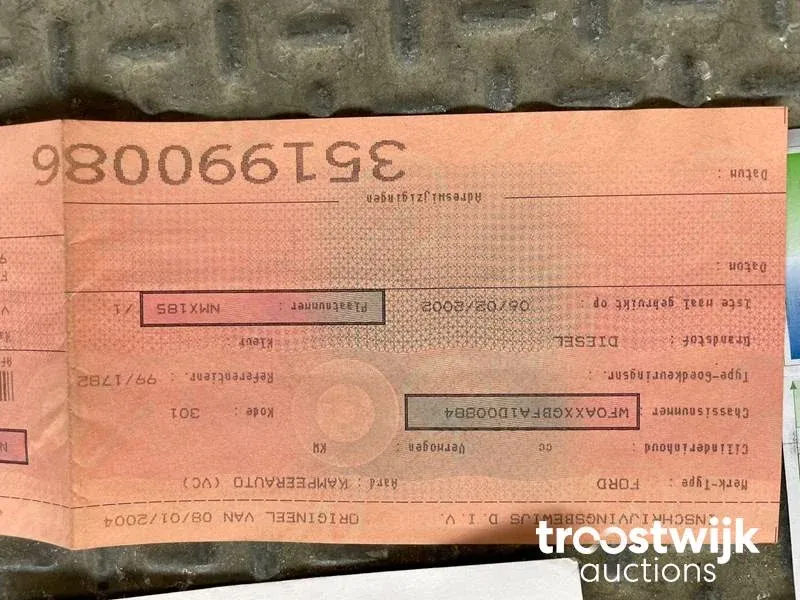 INSCHRIJVINGSBEWIJS D.I.V. ORIGINEEL VAN 08/01/2004
Merk-Type : FORD Aard : KAMPEERAUTO (VC)
Cilinderinhoud cc Vermogen : KW
Chassisnummer : WFOAXXGBFA1D00884 Kode : 301
Type-Goedkeuringsnr. : Referentienr. : 99/1782
Brandstof : DIESEL Kleur :
1ste maal gebruikt op : 06/02/2002 Plaatnummer : NMX185 /1
Datum :
Adreswijzigingen
Datum :
351990086
troostwijk
auctions